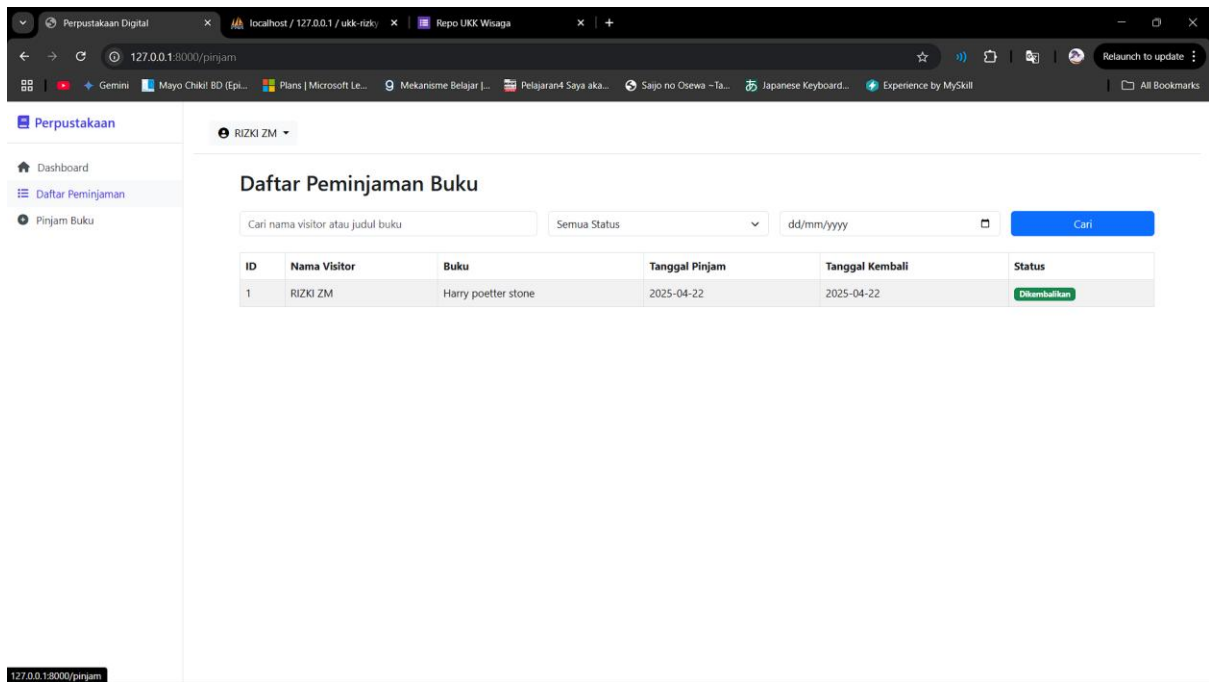 Perpustakaan Digital
localhost / 127.0.0.1 / ukk-rizky
Repo UKK Wisaga
127.0.0.1:8000/pinjam
Relaunch to update
Gemini
Mayo Chiki! BD (Epi...
Plans | Microsoft Le...
Mekanisme Belajar |...
Pelajaran4 Saya aka...
Saijo no Osewa ~Ta...
あ Japanese Keyboard...
Experience by MySkill
All Bookmarks
Perpustakaan
RIZKI ZM
Dashboard
Daftar Peminjaman
Pinjam Buku
Daftar Peminjaman Buku
Cari nama visitor atau judul buku Semua Status dd/mm/yyyy Cari
ID Nama Visitor Buku Tanggal Pinjam Tanggal Kembali Status
1 RIZKI ZM Harry poetter stone 2025-04-22 2025-04-22 Dikembalikan
127.0.0.1:8000/pinjam